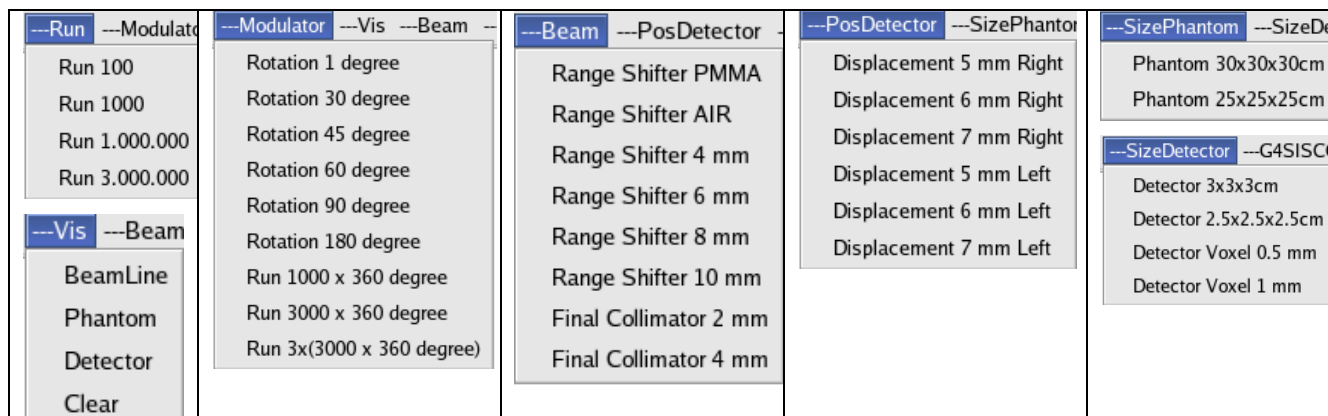 ---Run ---Modulato
Run 100
Run 1000
Run 1.000.000
Run 3.000.000
---Vis ---Beam
BeamLine
Phantom
Detector
Clear
---Modulator ---Vis ---Beam --
Rotation 1 degree
Rotation 30 degree
Rotation 45 degree
Rotation 60 degree
Rotation 90 degree
Rotation 180 degree
Run 1000 x 360 degree
Run 3000 x 360 degree
Run 3x(3000 x 360 degree)
---Beam ---PosDetector -
Range Shifter PMMA
Range Shifter AIR
Range Shifter 4 mm
Range Shifter 6 mm
Range Shifter 8 mm
Range Shifter 10 mm
Final Collimator 2 mm
Final Collimator 4 mm
---PosDetector ---SizePhantor
Displacement 5 mm Right
Displacement 6 mm Right
Displacement 7 mm Right
Displacement 5 mm Left
Displacement 6 mm Left
Displacement 7 mm Left
---SizePhantom ---SizeDe
Phantom 30x30x30cm
Phantom 25x25x25cm
---SizeDetector ---G4SISC
Detector 3x3x3cm
Detector 2.5x2.5x2.5cm
Detector Voxel 0.5 mm
Detector Voxel 1 mm